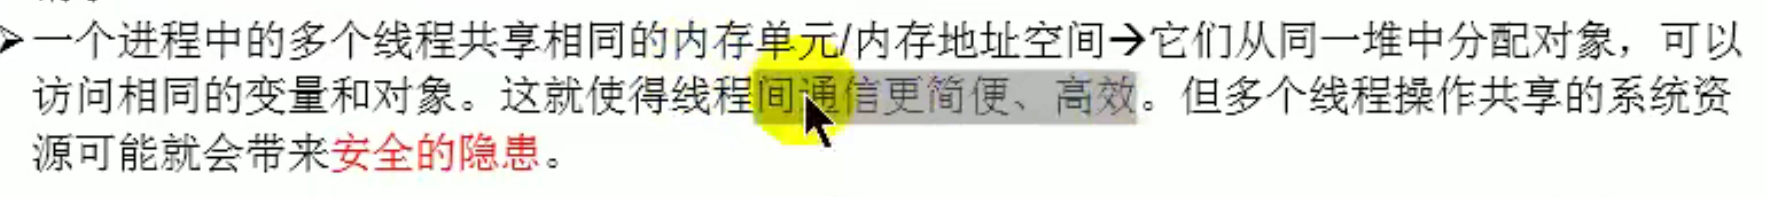 ➢一个进程中的多个线程共享相同的内存单元/内存地址空间→它们从同一堆中分配对象，可以
访问相同的变量和对象。这就使得线程间通信更简便、高效。但多个线程操作共享的系统资
源可能就会带来安全的隐患。